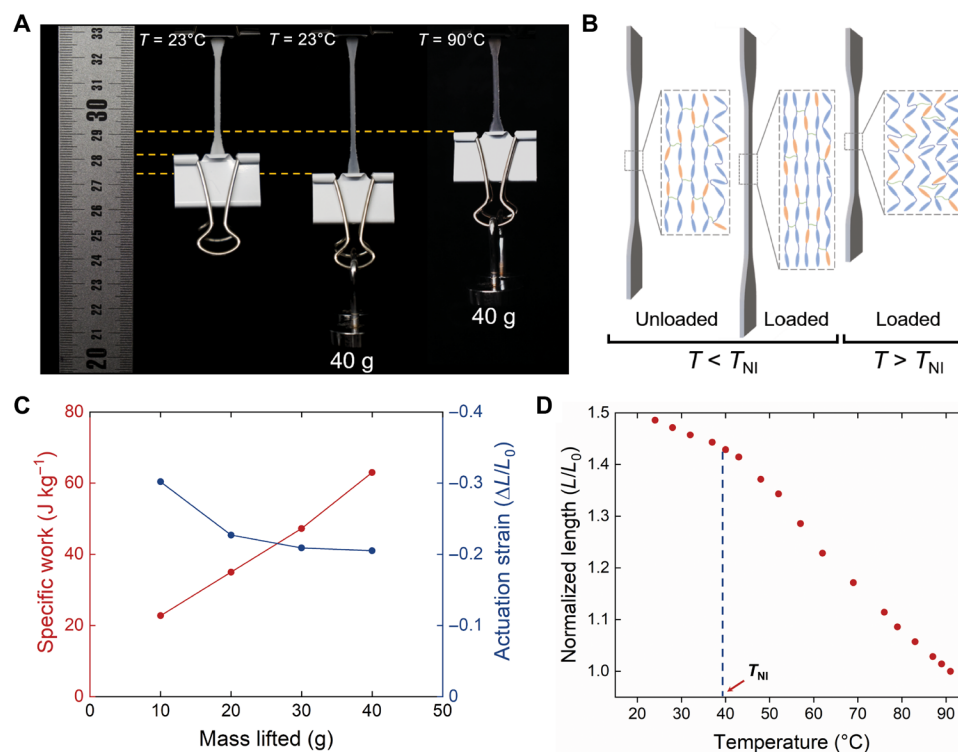 A
T = 23°C
T = 23°C
T = 90°C
33
32
31
30
29
28
27
26
25
24
23
22
21
20
40 g
40 g
B
Unloaded
Loaded
Loaded
T < TNI
T > TNI
C
Specific work (J kg⁻¹)
80
60
40
20
0
–0.4
–0.3
–0.2
–0.1
0
Actuation strain (ΔL/L0)
0
10
20
30
40
50
Mass lifted (g)
D
Normalized length (L/L0)
1.5
1.4
1.3
1.2
1.1
1.0
TNI
20
30
40
50
60
70
80
90
Temperature (°C)